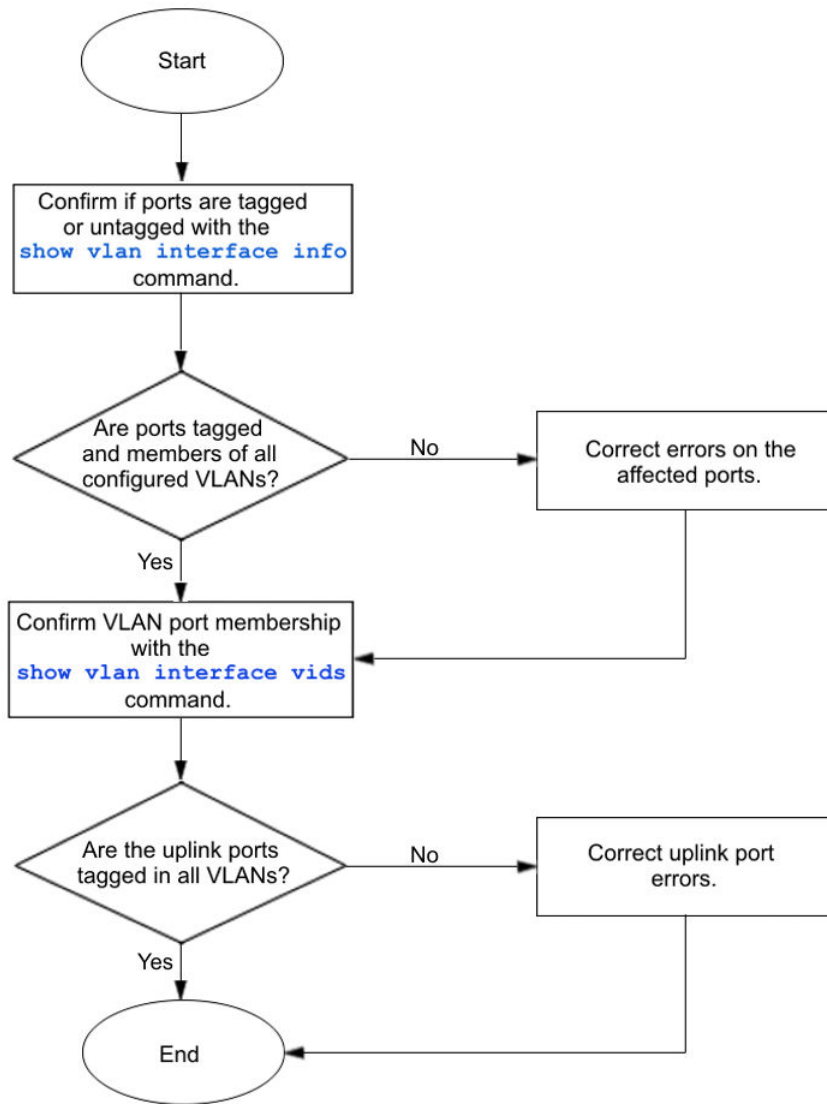 Start
Confirm if ports are tagged
or untagged with the
show vlan interface info
command.
Are ports tagged
and members of all
configured VLANs?
No
Correct errors on the
affected ports.
Yes
Confirm VLAN port membership
with the
show vlan interface vids
command.
Are the uplink ports
tagged in all VLANs?
No
Correct uplink port
errors.
Yes
End